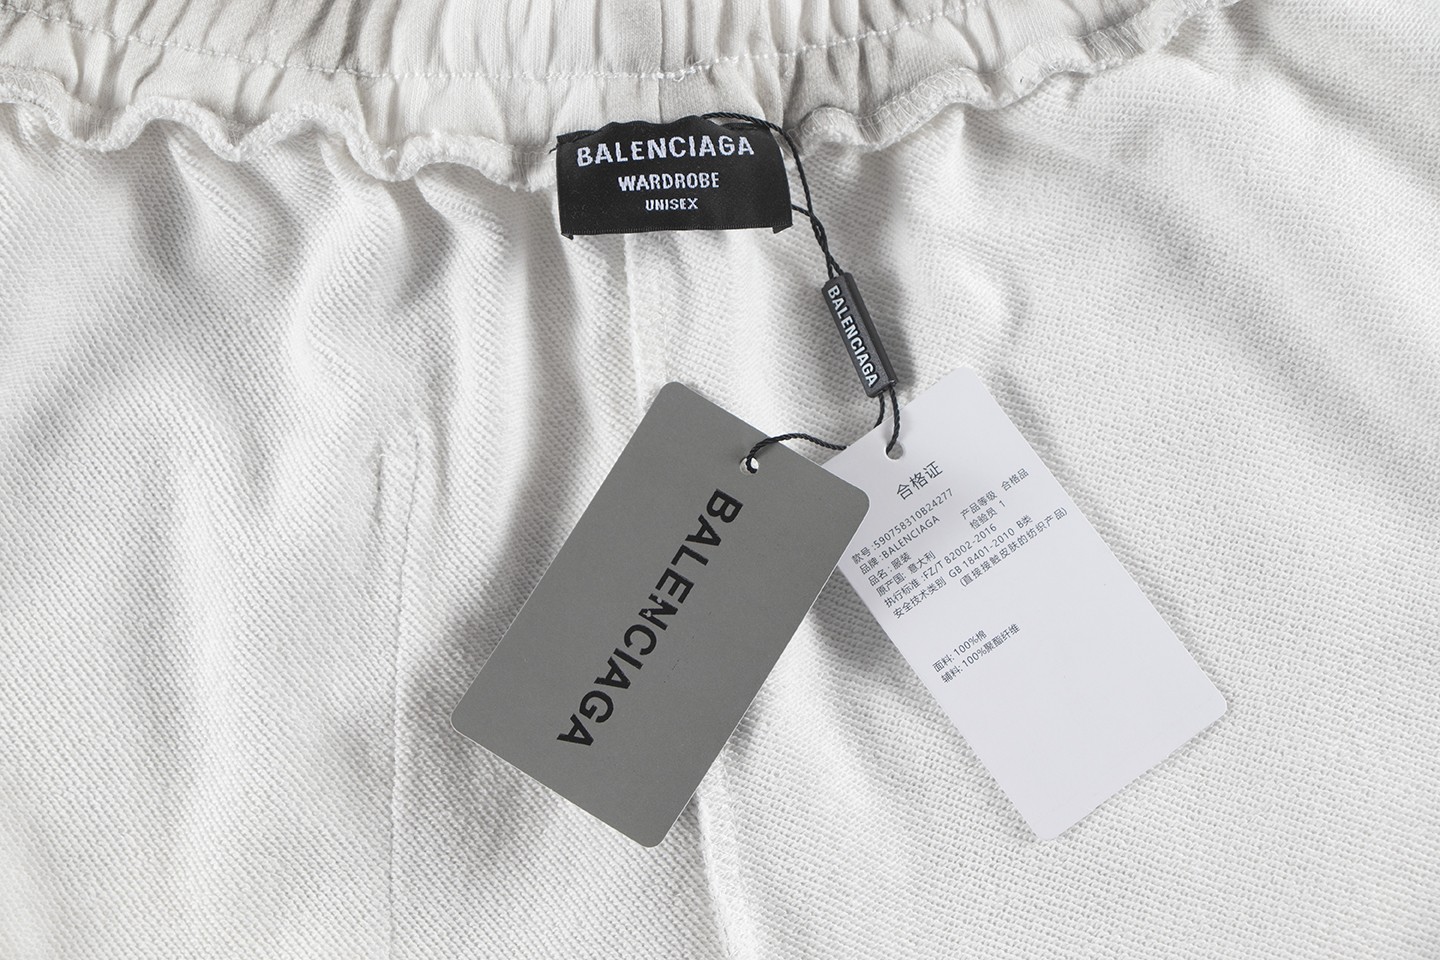 BALENCIAGA
WARDROBE
UNISEX
BALENCIAGA
BALENCIAGA
合格证
款号:590758310B24277
品牌:BALENCIAGA 产品等级 合格品
品名:服装 检验员 1
原产国: 意大利
执行标准:FZ/T 82002-2016
安全技术类别 GB 18401-2010 B类
(直接接触皮肤的纺织产品)
面料:100%棉
辅料:100%聚酯纤维